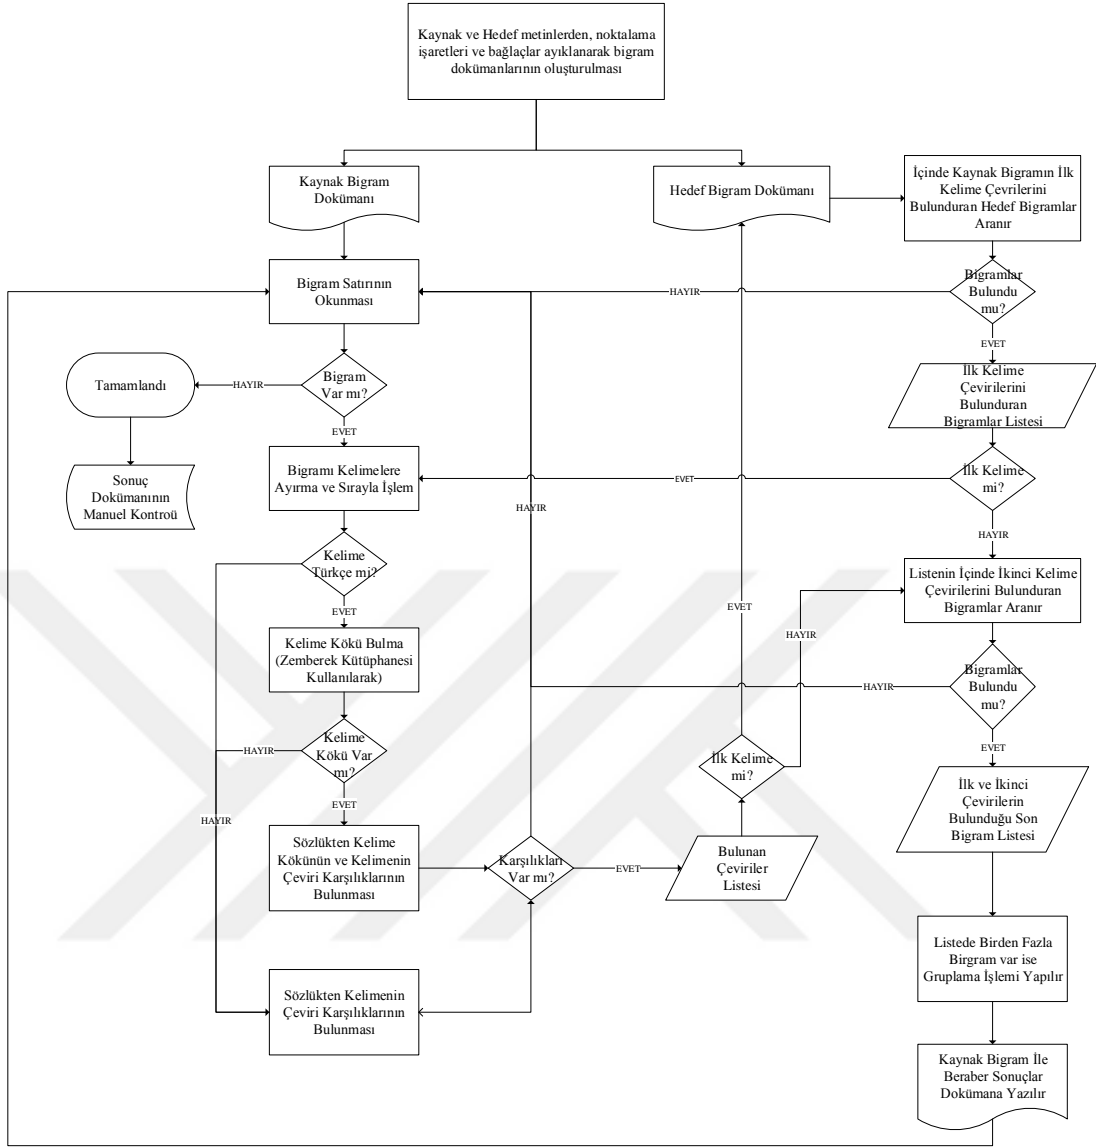 Kaynak ve Hedef metinlerden, noktalama
işaretleri ve bağlaçlar ayıklanarak bigram
dokümanlarının oluşturulması
Kaynak Bigram
Dokümanı
Hedef Bigram Dokümanı
İçinde Kaynak Bigramın İlk
Kelime Çevrilerini
Bulunduran Hedef Bigramlar
Aranır
Bigram Satırının
Okunması
HAYIR
Bigramlar
Bulundu
mu?
EVET
Tamamlandı
HAYIR
Bigram
Var mı?
EVET
İlk Kelime
Çevirilerini
Bulunduran
Bigramlar Listesi
Sonuç
Dokümanının
Manuel Kontroü
Bigramı Kelimelere
Ayırma ve Sırayla İşlem
EVET
İlk Kelime
mi?
HAYIR
HAYIR
Kelime
Türkçe mi?
EVET
Listenin İçinde İkinci Kelime
Çevirilerini Bulunduran
Bigramlar Aranır
EVET
HAYIR
Kelime Kökü Bulma
(Zemberek Kütüphanesi
Kullanılarak)
HAYIR
Bigramlar
Bulundu
mu?
EVET
HAYIR
Kelime
Kökü Var
mı?
EVET
İlk Kelime
mi?
İlk ve İkinci
Çevirilerin
Bulunduğu Son
Bigram Listesi
HAYIR
Sözlükten Kelime
Kökünün ve Kelimenin
Çeviri Karşılıklarının
Bulunması
Karşılıkları
Var mı?
EVET
Bulunan
Çeviriler
Listesi
Listede Birden Fazla
Birgram var ise
Gruplama İşlemi Yapılır
Sözlükten Kelimenin
Çeviri Karşılıklarının
Bulunması
Kaynak Bigram İle
Beraber Sonuçlar
Dokümana Yazılır